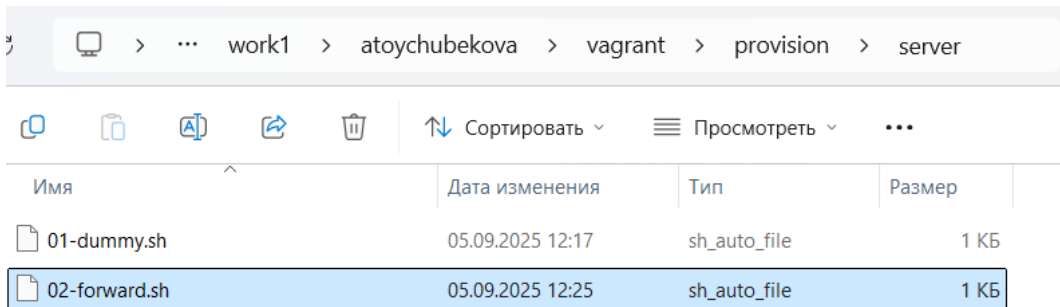 work1 > atoychubekova > vagrant > provision > server
Сортировать Просмотреть
Имя Дата изменения Тип Размер
01-dummy.sh 05.09.2025 12:17 sh_auto_file 1 КБ
02-forward.sh 05.09.2025 12:25 sh_auto_file 1 КБ